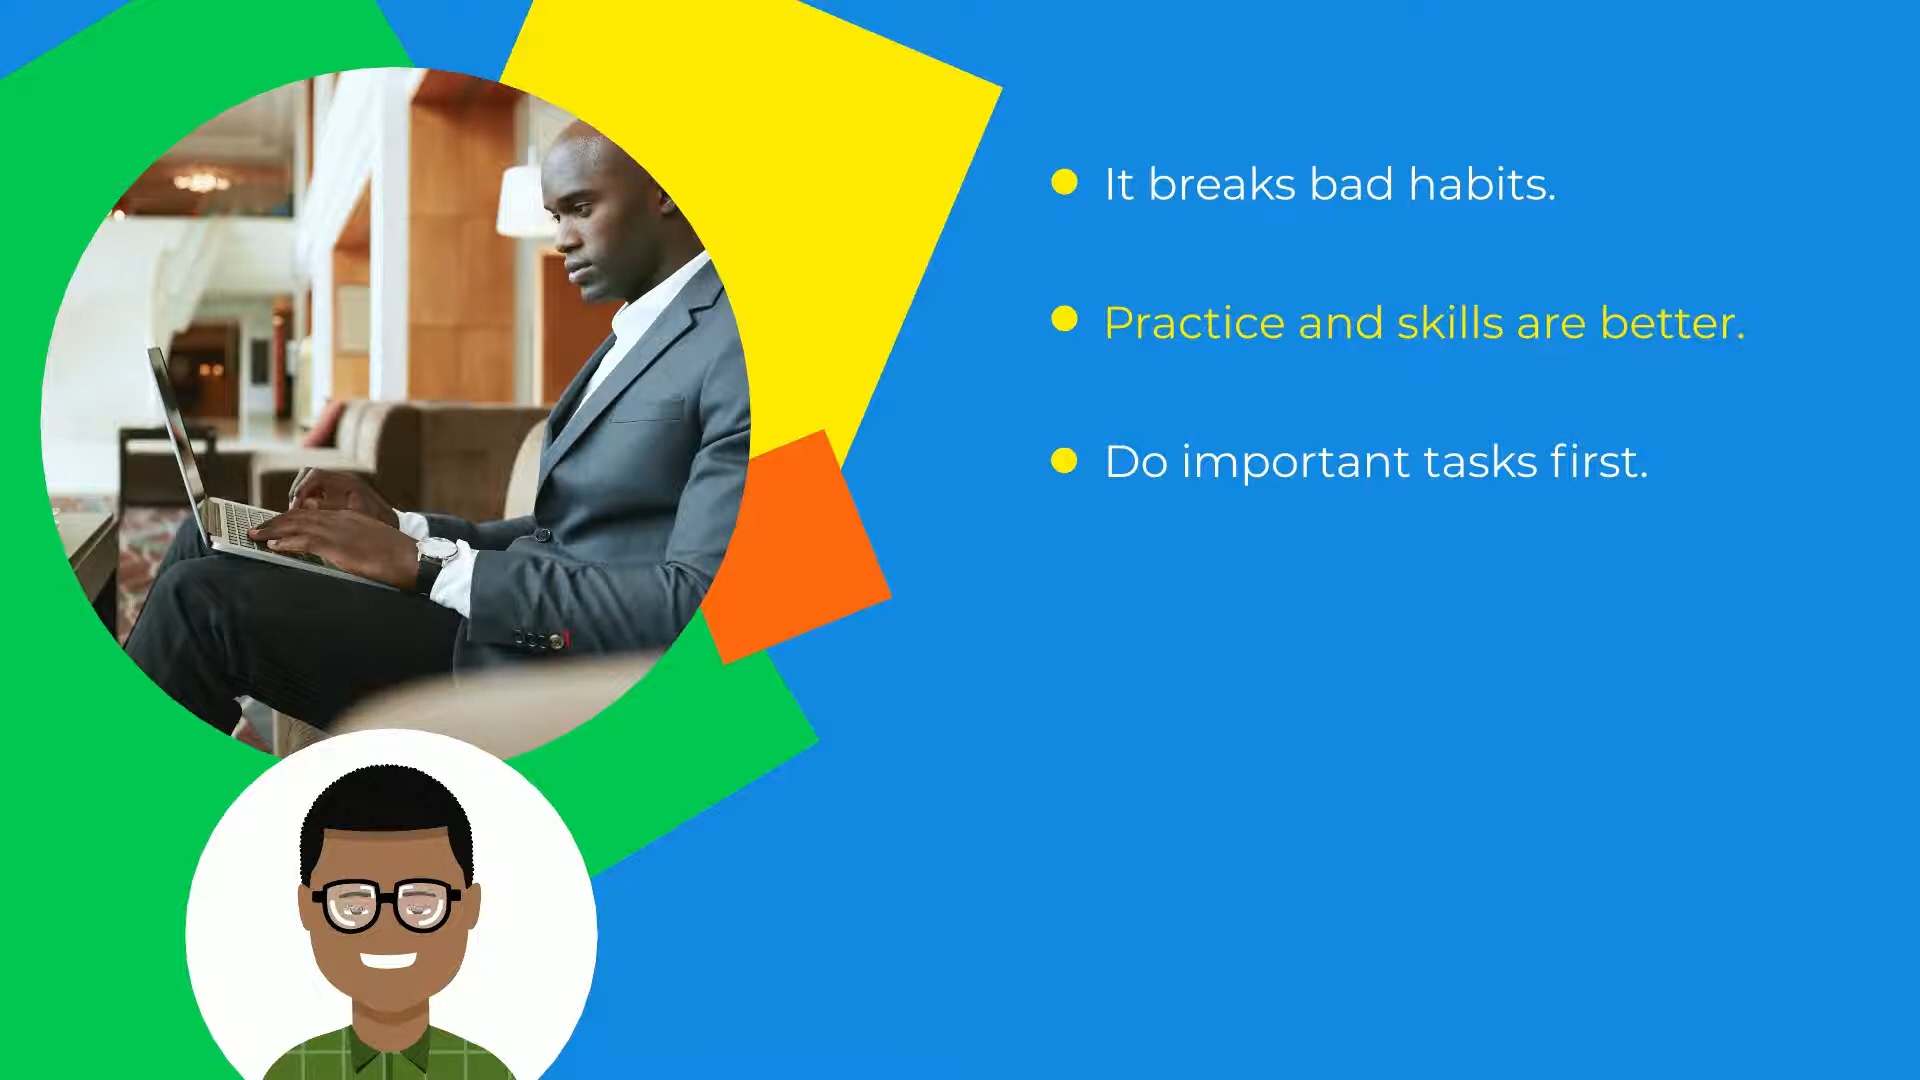 It breaks bad habits.
Practice and skills are better.
Do important tasks first.